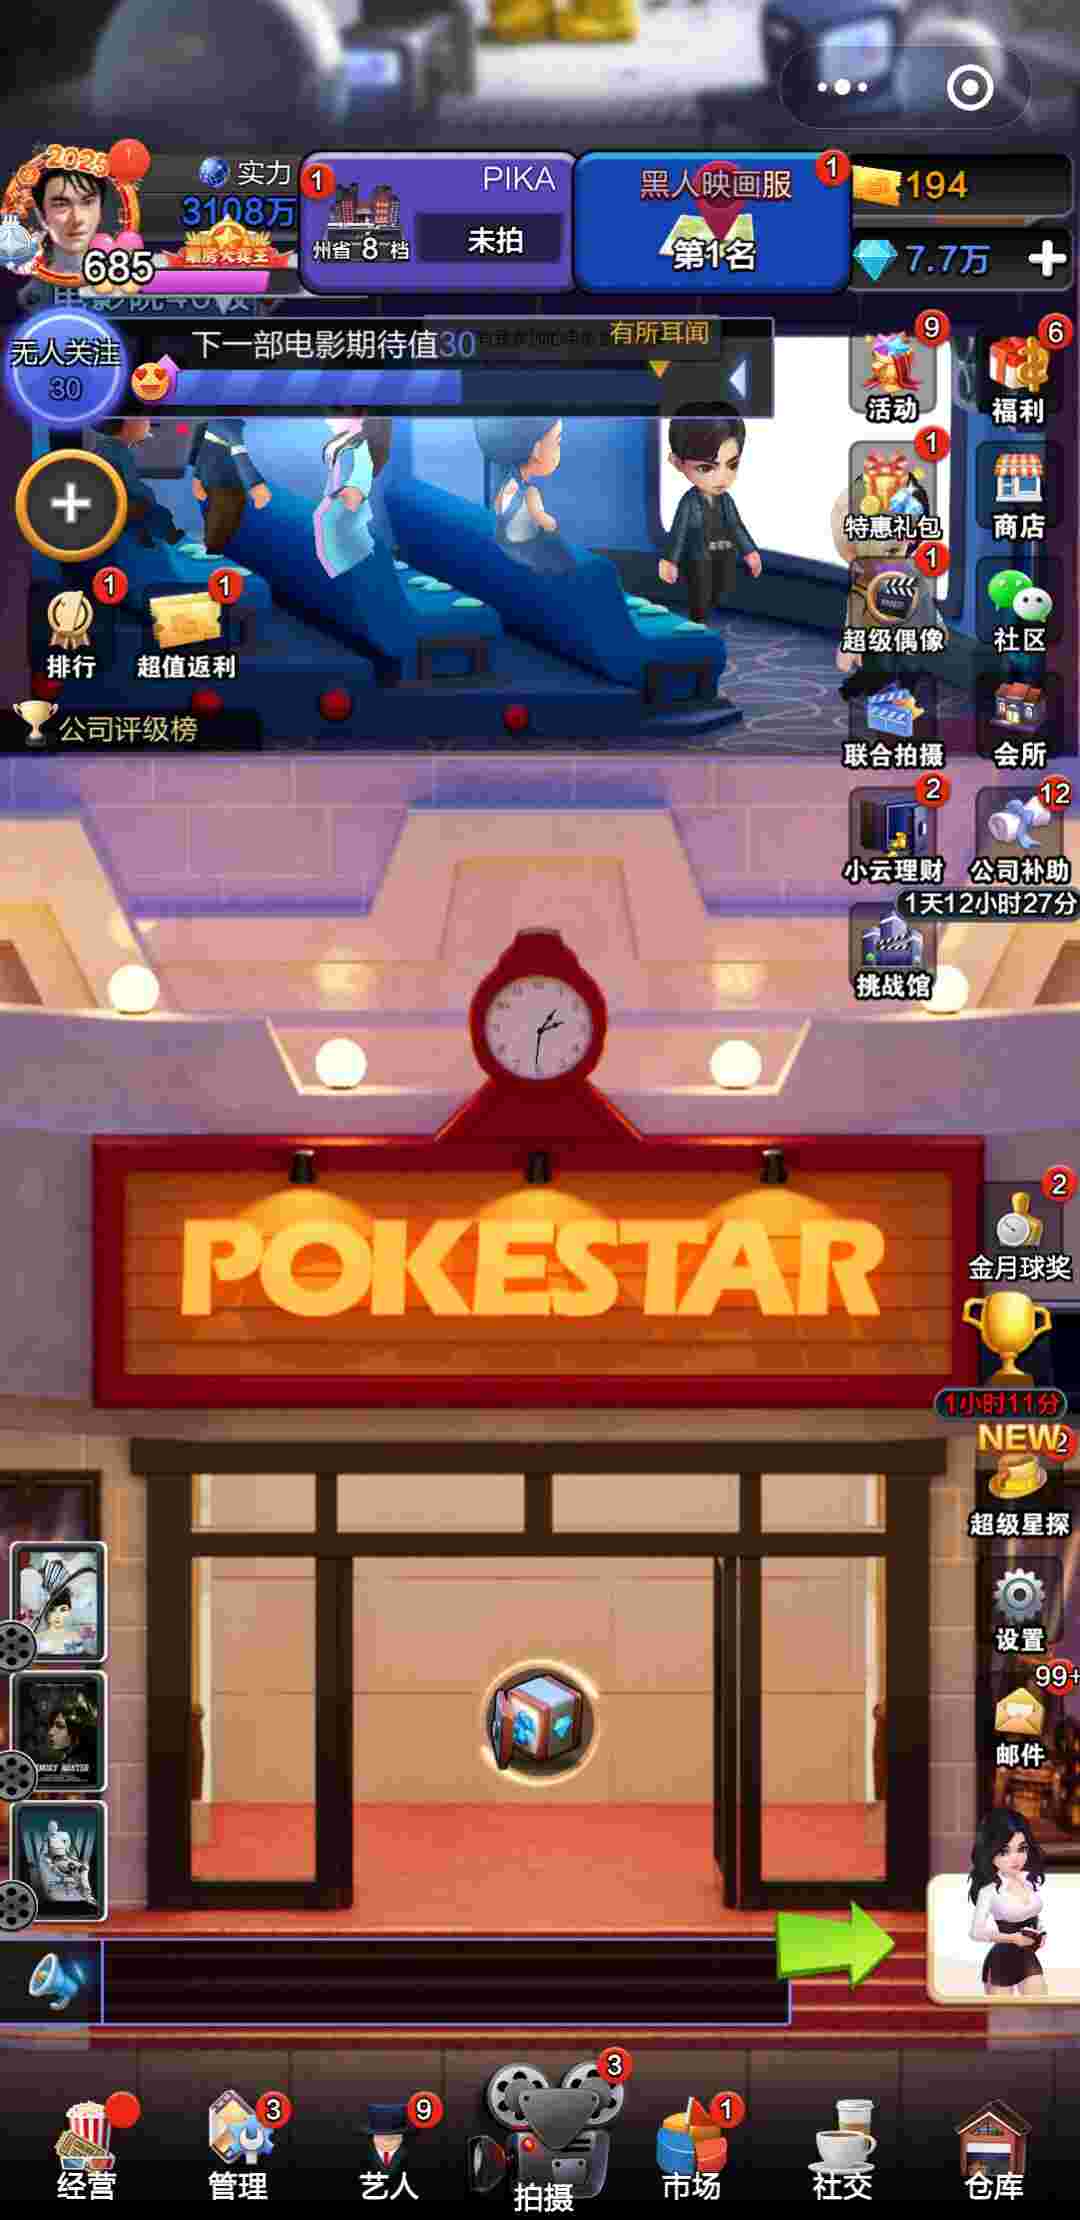 2025
实力
3108万
票房大卖王
685
1
PIKA
州省 8 档
未拍
黑人映画服
1
第1名
194
7.7万
无人关注
30
下一部电影期待值30
有所耳闻
9
活动
6
福利
1
特惠礼包
商店
1
超级偶像
社区
1
排行
1
超值返利
公司评级榜
联合拍摄
会所
2
小云理财
12
公司补助
1天12小时27分
挑战馆
POKESTAR
2
金月球奖
1小时11分
NEW
2
超级星探
设置
99+
邮件
经营
3
管理
9
艺人
3
拍摄
1
市场
社交
仓库